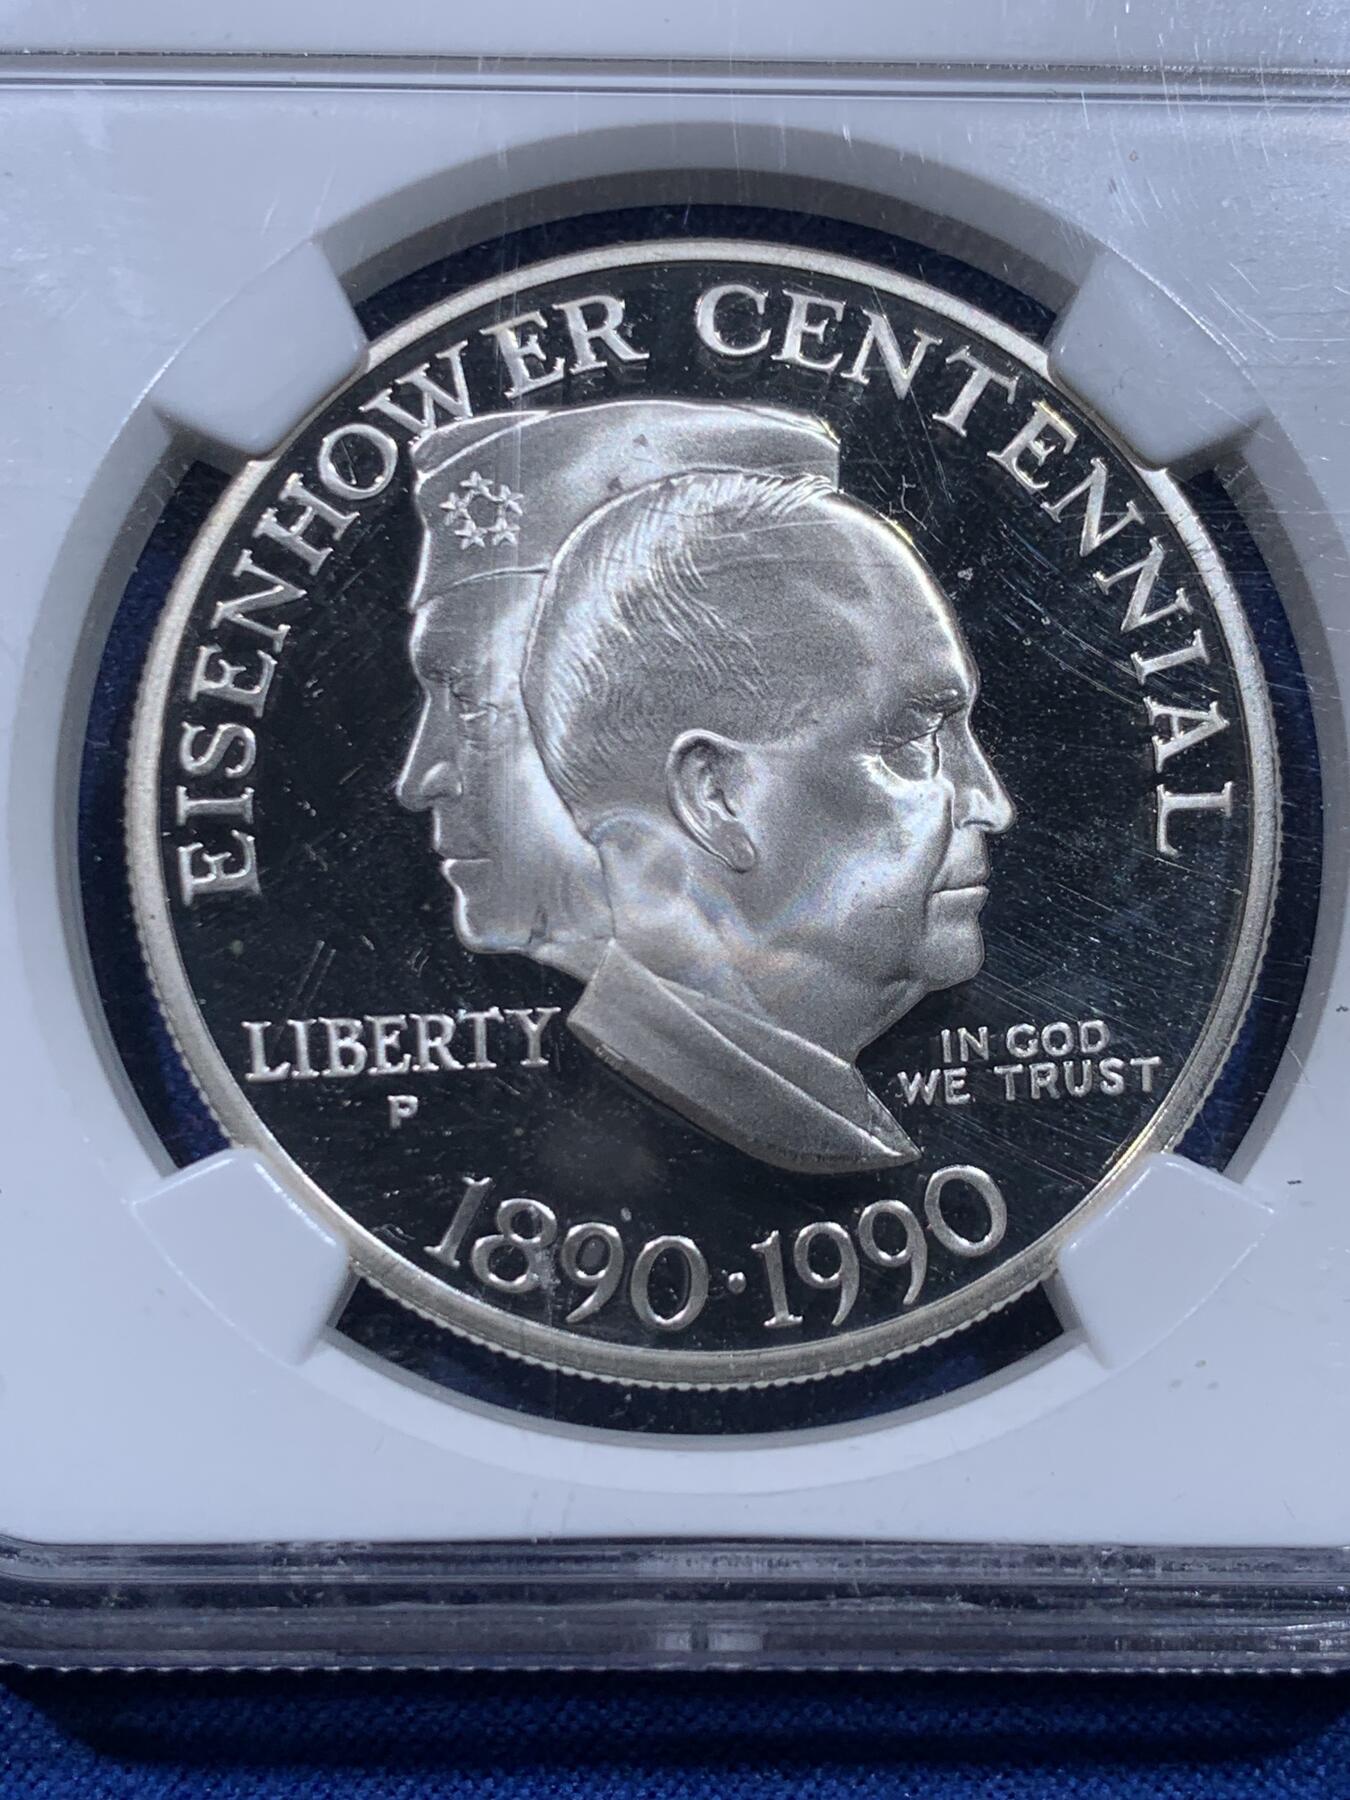 EISENHOWER CENTENNIAL
LIBERTY
P
IN GOD
WE TRUST
1890·1990